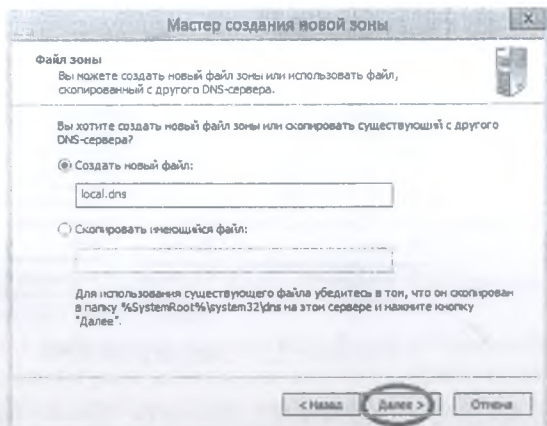 Мастер создания новой зоны
Файл зоны
Вы можете создать новый файл зоны или использовать файл,
скопированный с другого DNS-сервера.
Вы хотите создать новый файл зоны или скопировать существующий с другого
DNS-сервера?
Создать новый файл:
local.dns
Скопировать имеющийся файл:
Для использования существующего файла убедитесь в том, что он скопирован
в папку %SystemRoot%\system32\dns на этом сервере и нажмите кнопку
"Далее".
< Назад Далее > Отмена